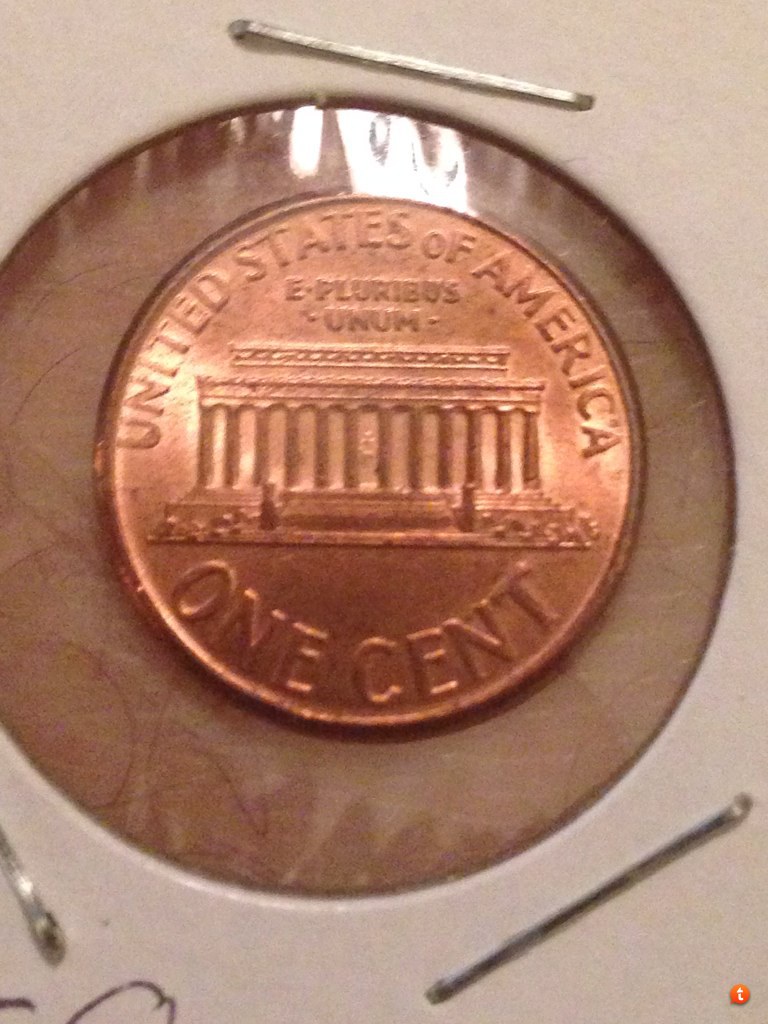 UNITED STATES OF AMERICA
E·PLURIBUS
·UNUM·
ONE CENT
t